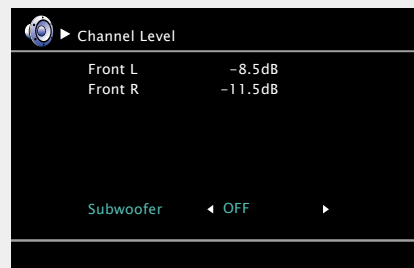 Channel Level
Front L −8.5dB
Front R −11.5dB
Subwoofer OFF